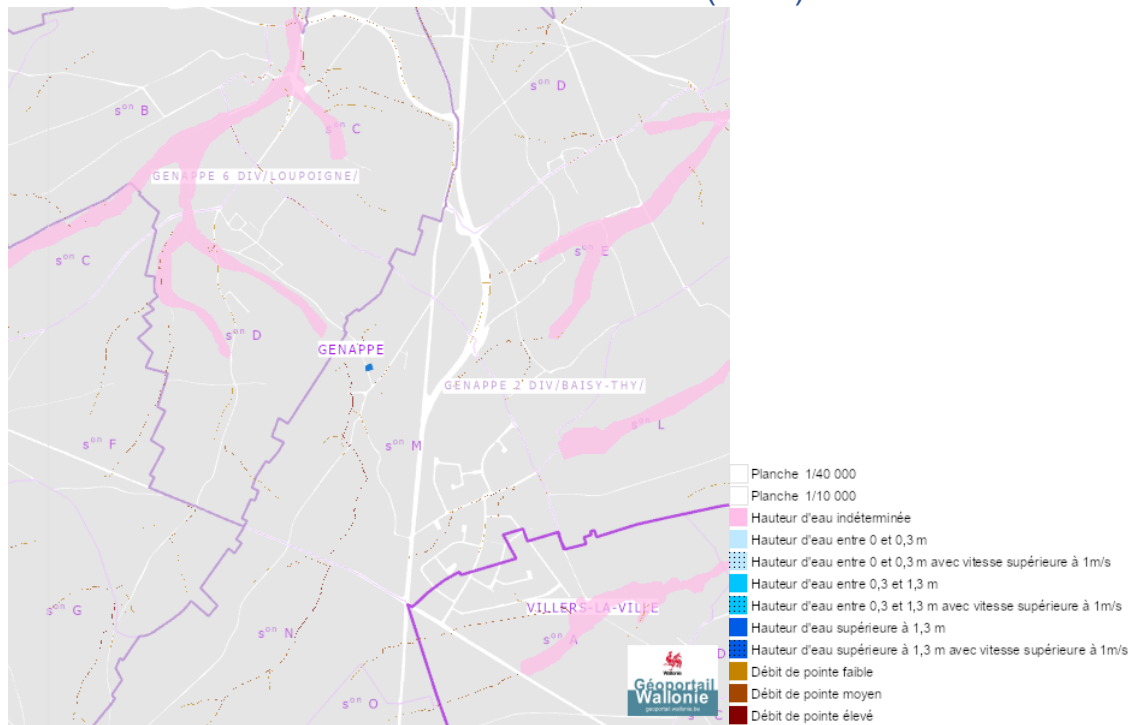 s on D
s on B
s on C
GENAPPE 6 DIV/LOUPOIGNE/
s on C
s on E
s on D
GENAPPE
GENAPPE 2 DIV/BAISY-THY/
s on F
s on M
s on L
s on G
VILLERS-LA-VILLE
s on N
s on A
D
s on O
C
Wallonie
Géoportail
Wallonie
geoportail.wallonie.be
Planche 1/40 000
Planche 1/10 000
Hauteur d'eau indéterminée
Hauteur d'eau entre 0 et 0,3 m
Hauteur d'eau entre 0 et 0,3 m avec vitesse supérieure à 1m/s
Hauteur d'eau entre 0,3 et 1,3 m
Hauteur d'eau entre 0,3 et 1,3 m avec vitesse supérieure à 1m/s
Hauteur d'eau supérieure à 1,3 m
Hauteur d'eau supérieure à 1,3 m avec vitesse supérieure à 1m/s
Débit de pointe faible
Débit de pointe moyen
Débit de pointe élevé